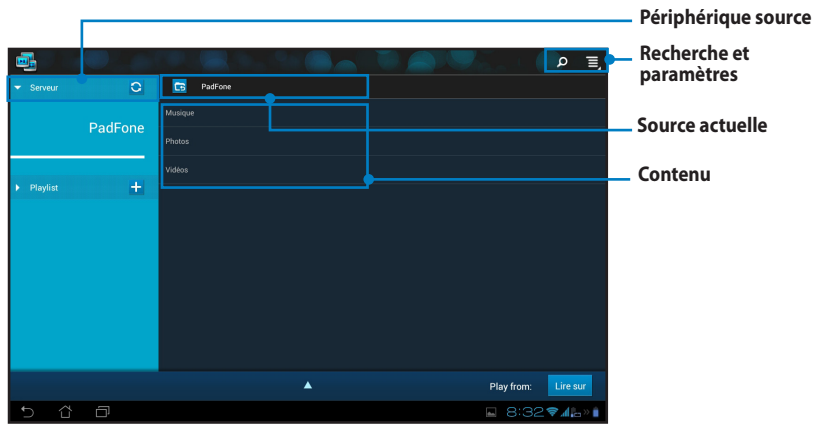 Périphérique source
Recherche et
paramètres
Serveur
PadFone
PadFone
Musique
Source actuelle
Photos
Vidéos
Contenu
Playlist
Play from:
Lire sur
8:32